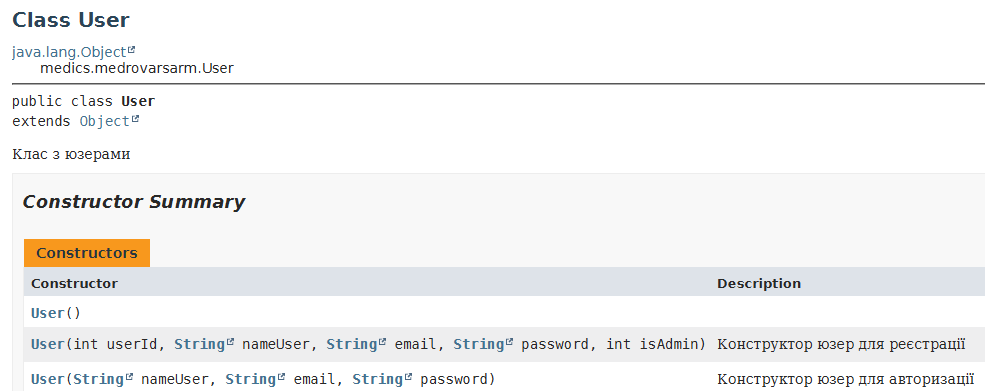 Class User
java.lang.Object
medics.medrovarsarm.User
public class User
extends Object
Клас з юзерами
Constructor Summary
Constructors
Constructor Description
User()
User(int userId, String nameUser, String email, String password, int isAdmin) Конструктор юзер для реєстрації
User(String nameUser, String email, String password) Конструктор юзер для авторизації